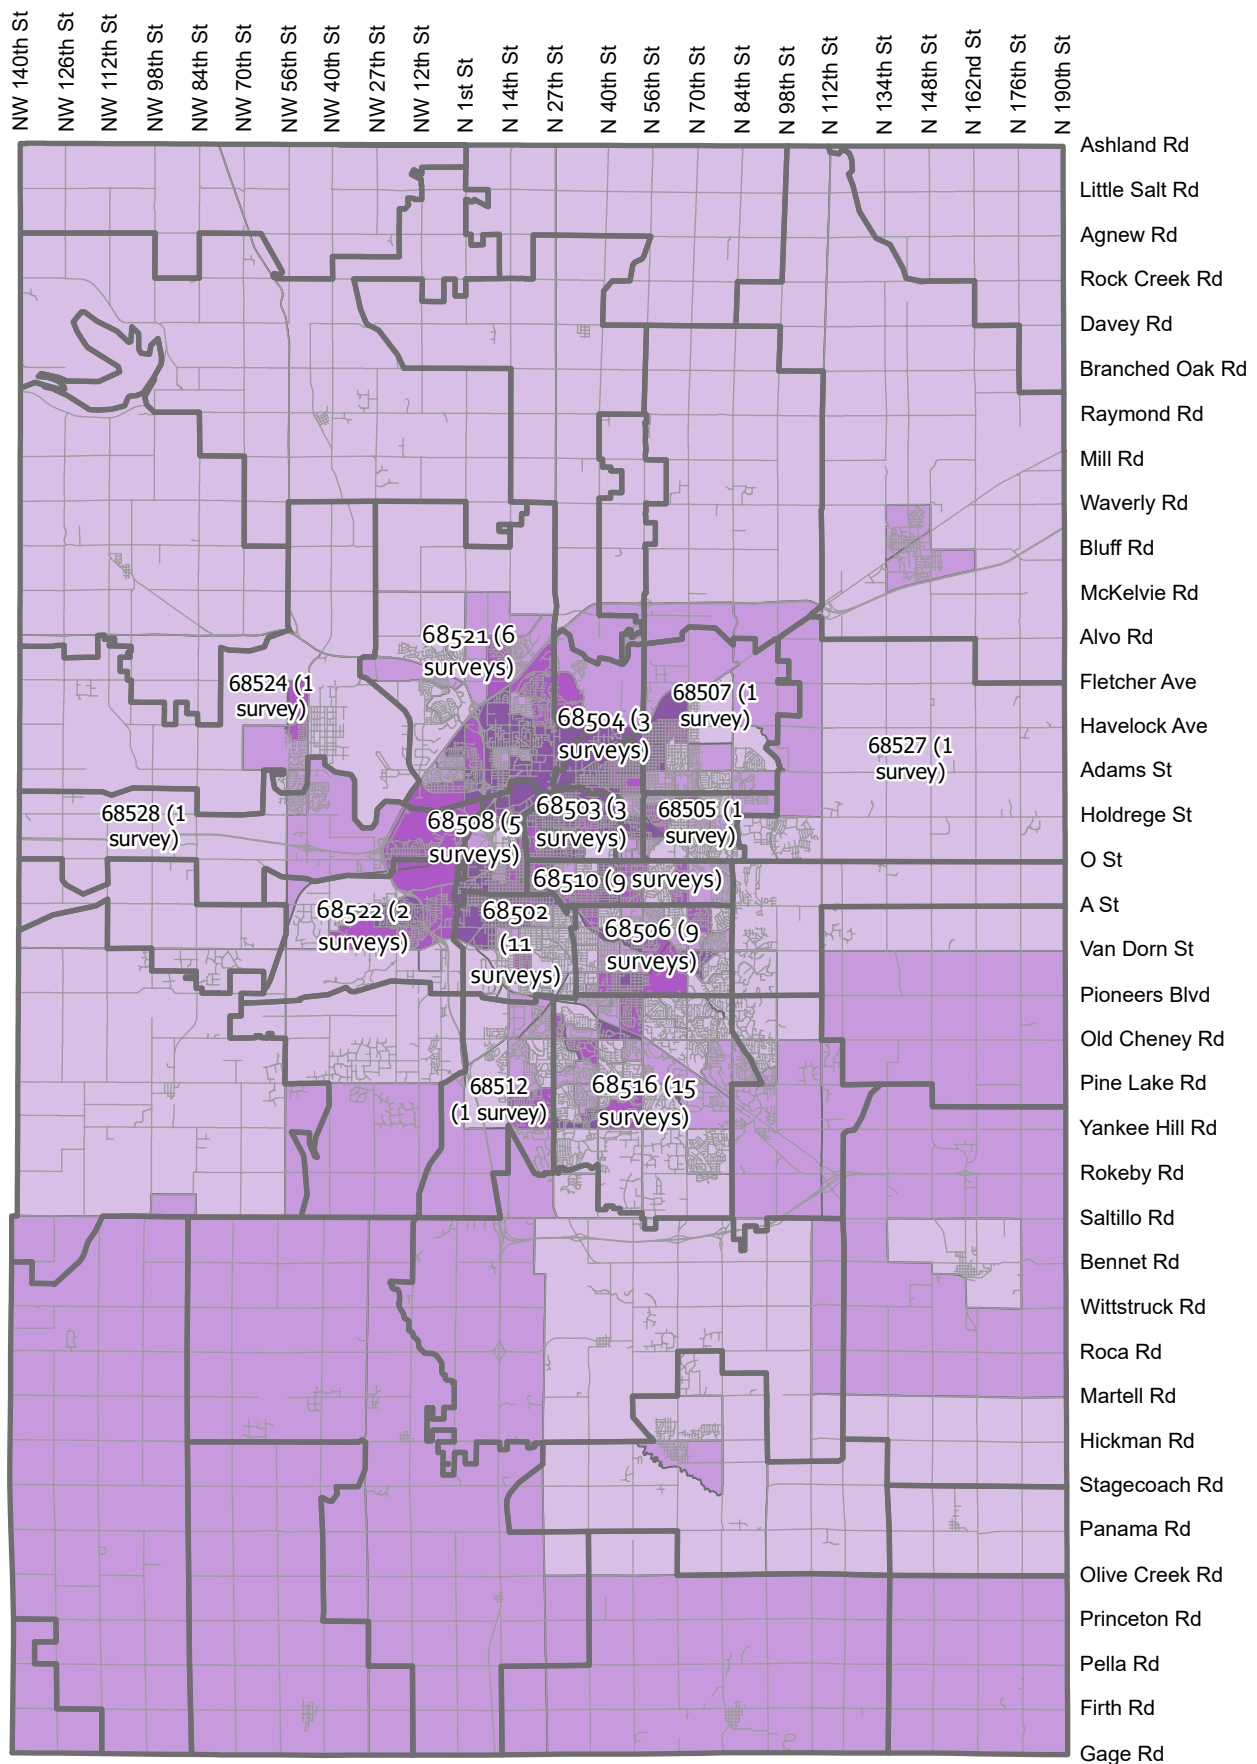 NW 140th St
NW 126th St
NW 112th St
NW 98th St
NW 84th St
NW 70th St
NW 56th St
NW 40th St
NW 27th St
NW 12th St
N 1st St
N 14th St
N 27th St
N 40th St
N 56th St
N 70th St
N 84th St
N 98th St
N 112th St
N 134th St
N 148th St
N 162nd St
N 176th St
N 190th St
Ashland Rd
Little Salt Rd
Agnew Rd
Rock Creek Rd
Davey Rd
Branched Oak Rd
Raymond Rd
Mill Rd
Waverly Rd
Bluff Rd
McKelvie Rd
Alvo Rd
Fletcher Ave
Havelock Ave
Adams St
Holdrege St
O St
A St
Van Dorn St
Pioneers Blvd
Old Cheney Rd
Pine Lake Rd
Yankee Hill Rd
Rokeby Rd
Saltillo Rd
Bennet Rd
Wittstruck Rd
Roca Rd
Martell Rd
Hickman Rd
Stagecoach Rd
Panama Rd
Olive Creek Rd
Princeton Rd
Pella Rd
Firth Rd
Gage Rd
68521 (6
surveys)
68524 (1
survey)
68507 (1
survey)
68504 (3
surveys)
68527 (1
survey)
68528 (1
survey)
68508 (5
surveys)
68503 (3
surveys)
68505 (1
survey)
68510 (9 surveys)
68522 (2
surveys)
68502
(11
surveys)
68506 (9
surveys)
68512
(1 survey)
68516 (15
surveys)